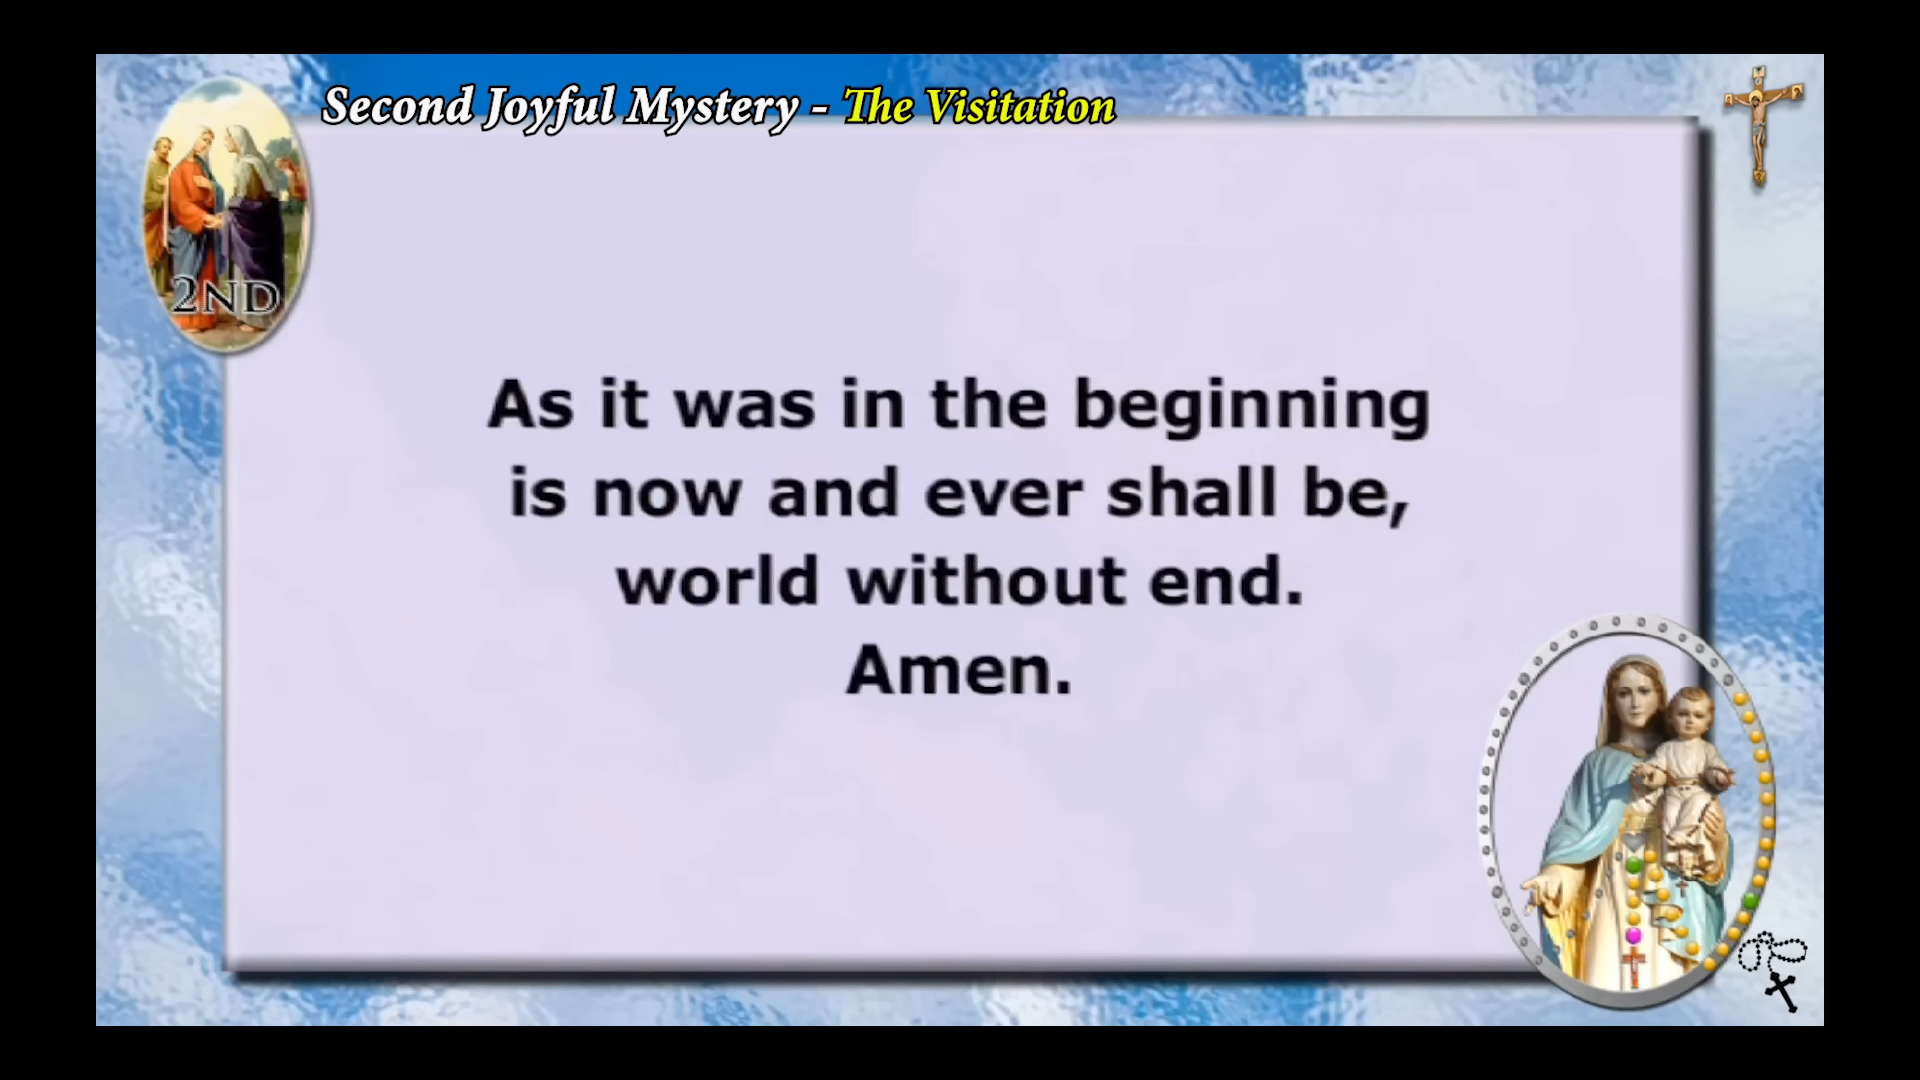 Second Joyful Mystery - The Visitation
2ND
As it was in the beginning
is now and ever shall be,
world without end.
Amen.